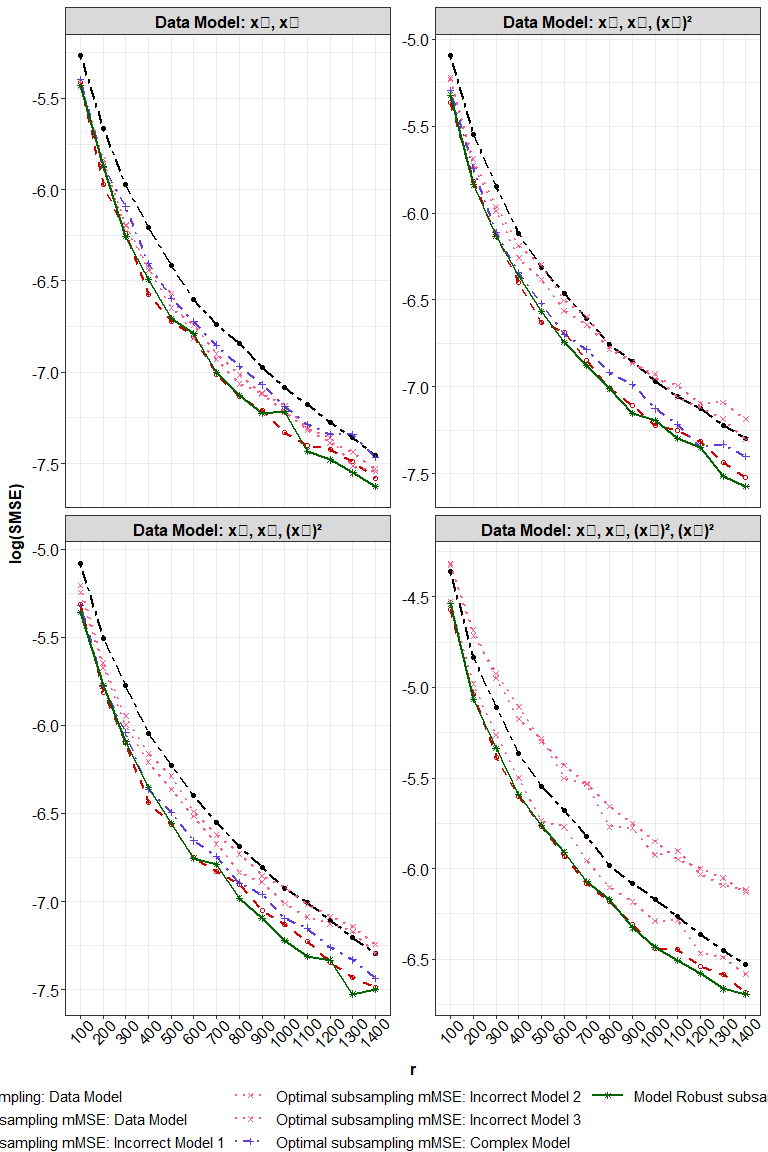 Data Model: x▯, x▯
Data Model: x▯, x▯, (x▯)²
-5.5
-6.0
-6.5
-7.0
-7.5
-5.0
-5.5
-6.0
-6.5
-7.0
-7.5
log(SMSE)
Data Model: x▯, x▯, (x▯)²
Data Model: x▯, x▯, (x▯)², (x▯)²
-5.0
-5.5
-6.0
-6.5
-7.0
-7.5
-4.5
-5.0
-5.5
-6.0
-6.5
100 200 300 400 500 600 700 800 900 1000 1100 1200 1300 1400
100 200 300 400 500 600 700 800 900 1000 1100 1200 1300 1400
r
mpling: Data Model
sampling mMSE: Data Model
sampling mMSE: Incorrect Model 1
Optimal subsampling mMSE: Incorrect Model 2
Optimal subsampling mMSE: Incorrect Model 3
Optimal subsampling mMSE: Complex Model
Model Robust subsa